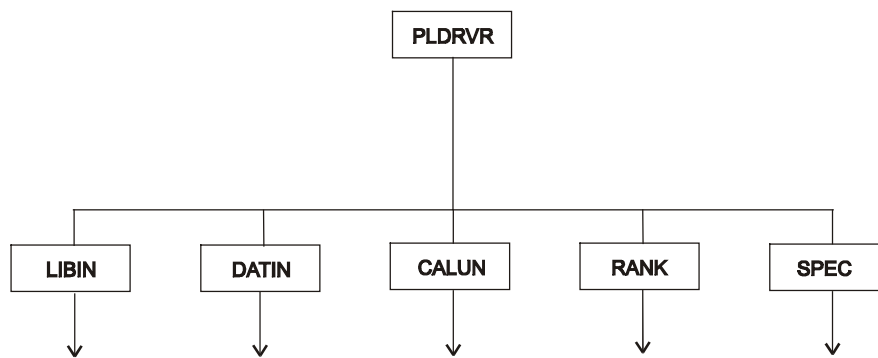 PLDRVR
LIBIN
DATIN
CALUN
RANK
SPEC